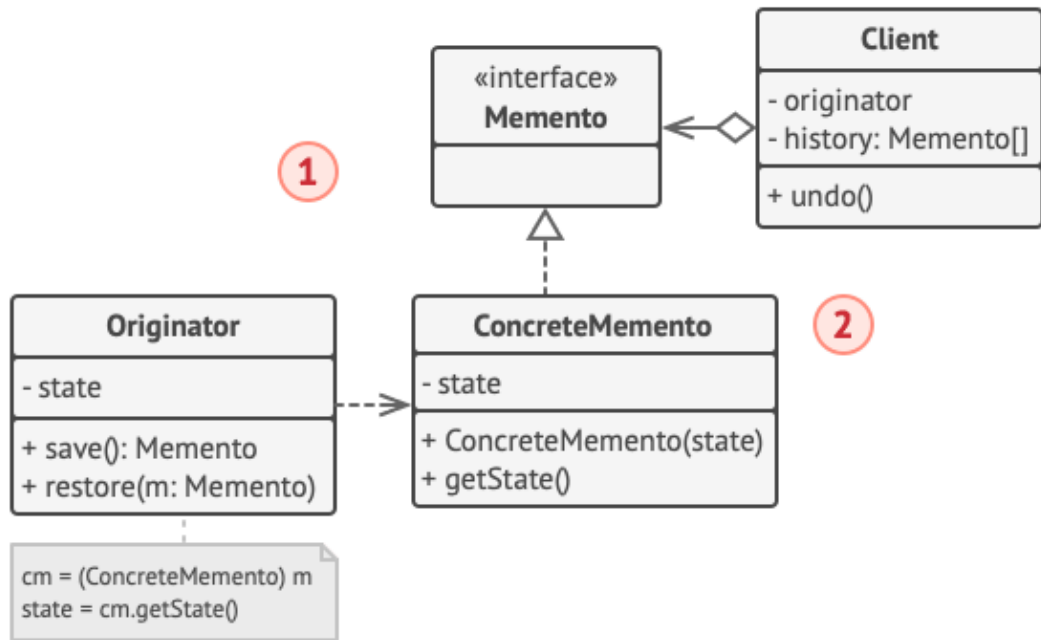 «interface»
Memento
Client
- originator
- history: Memento[]
+ undo()
1
Originator
- state
+ save(): Memento
+ restore(m: Memento)
ConcreteMemento
- state
+ ConcreteMemento(state)
+ getState()
2
cm = (ConcreteMemento) m
state = cm.getState()